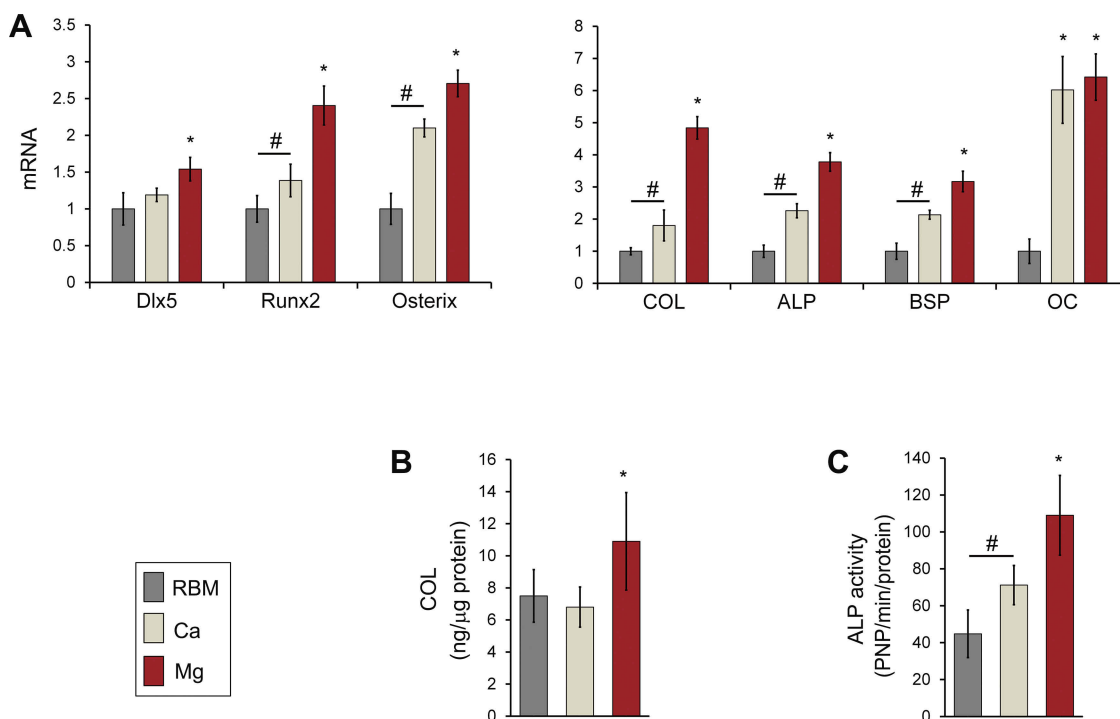 A
mRNA
3.5
3
2.5
2
1.5
1
0.5
0
* * *
# #
Dlx5 Runx2 Osterix
8
7
6
5
4
3
2
1
0
* * * * *
# # #
COL ALP BSP OC
RBM
Ca
Mg
B
COL
(ng/µg protein)
16
14
12
10
8
6
4
2
0
*
C
ALP activity
(PNP/min/protein)
140
120
100
80
60
40
20
0
*
#